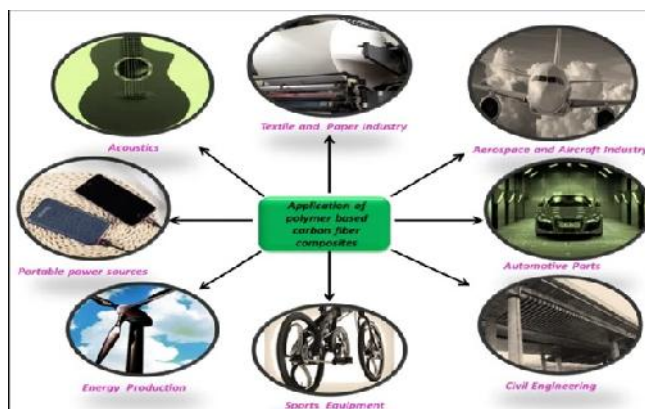 Acoustics
Textile and Paper Industry
Aerospace and Aircraft Industry
Application of
polymer based
carbon fiber
composites
Portable power sources
Automotive Parts
Energy Production
Sports Equipment
Civil Engineering